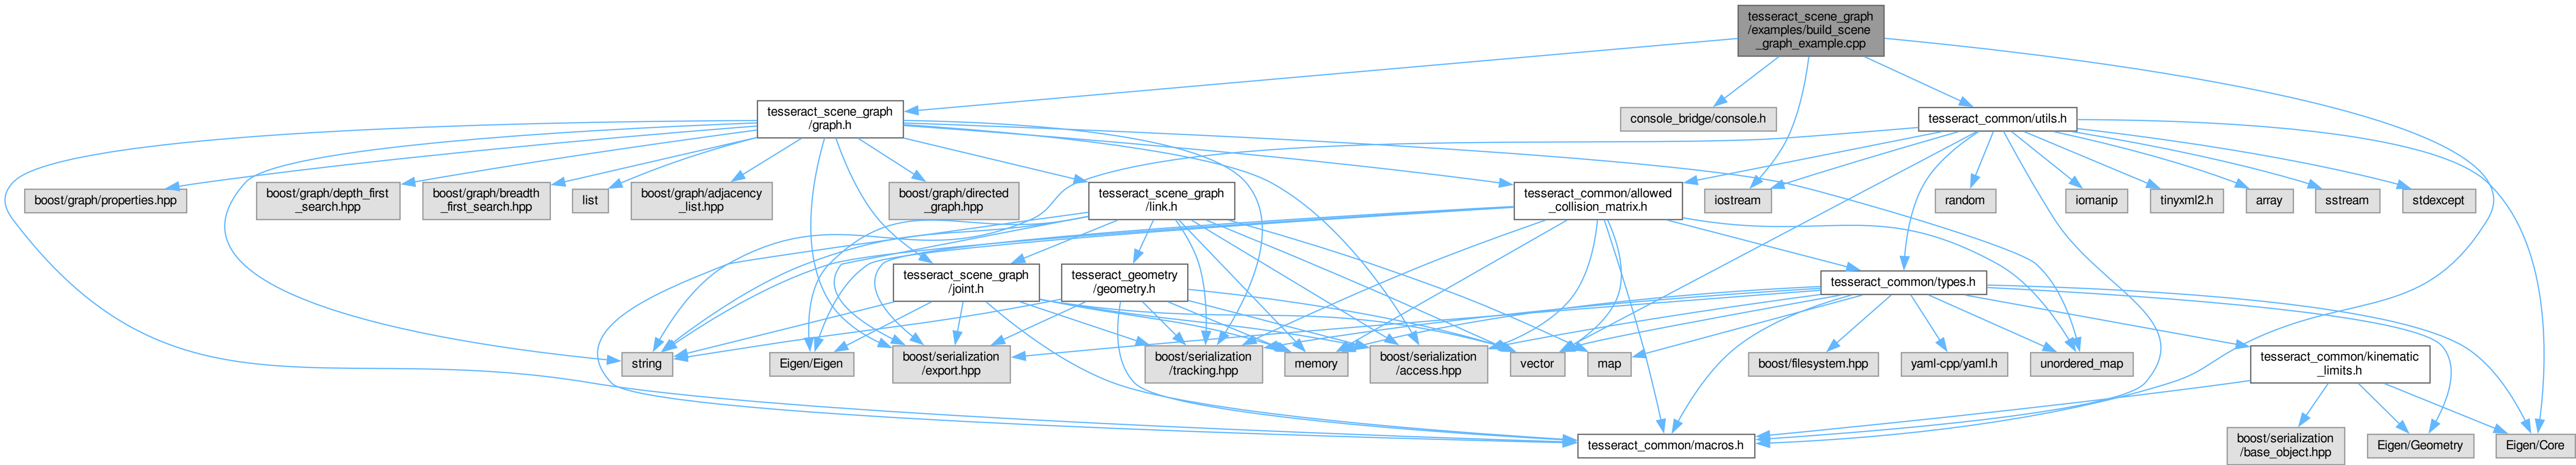 tesseract_scene_graph
/examples/build_scene
_graph_example.cpp
tesseract_scene_graph
/graph.h
console_bridge/console.h
tesseract_common/utils.h
boost/graph/properties.hpp
boost/graph/depth_first
_search.hpp
boost/graph/breadth
_first_search.hpp
list
boost/graph/adjacency
_list.hpp
boost/graph/directed
_graph.hpp
tesseract_scene_graph
/link.h
tesseract_common/allowed
_collision_matrix.h
iostream
random
iomanip
tinyxml2.h
array
sstream
stdexcept
tesseract_scene_graph
/joint.h
tesseract_geometry
/geometry.h
tesseract_common/types.h
string
Eigen/Eigen
boost/serialization
/export.hpp
boost/serialization
/tracking.hpp
memory
boost/serialization
/access.hpp
vector
map
boost/filesystem.hpp
yaml-cpp/yaml.h
unordered_map
tesseract_common/kinematic
_limits.h
tesseract_common/macros.h
boost/serialization
/base_object.hpp
Eigen/Geometry
Eigen/Core